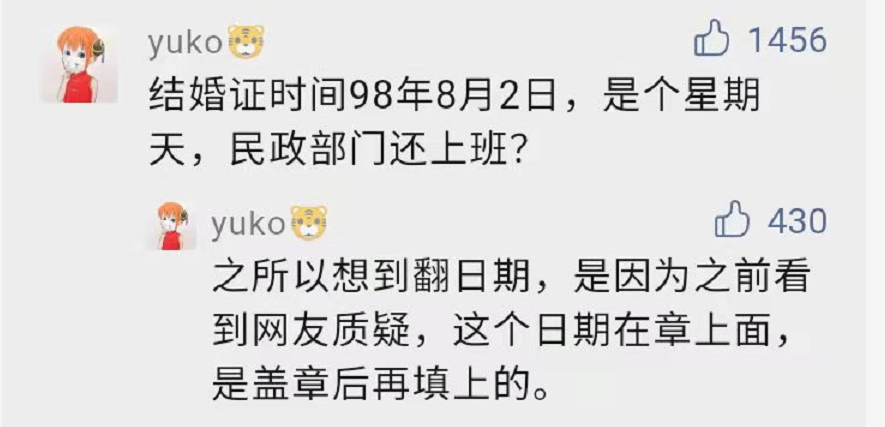 yuko🐯 1456
结婚证时间98年8月2日，是个星期
天，民政部门还上班？
yuko🐯 430
之所以想到翻日期，是因为之前看
到网友质疑，这个日期在章上面，
是盖章后再填上的。